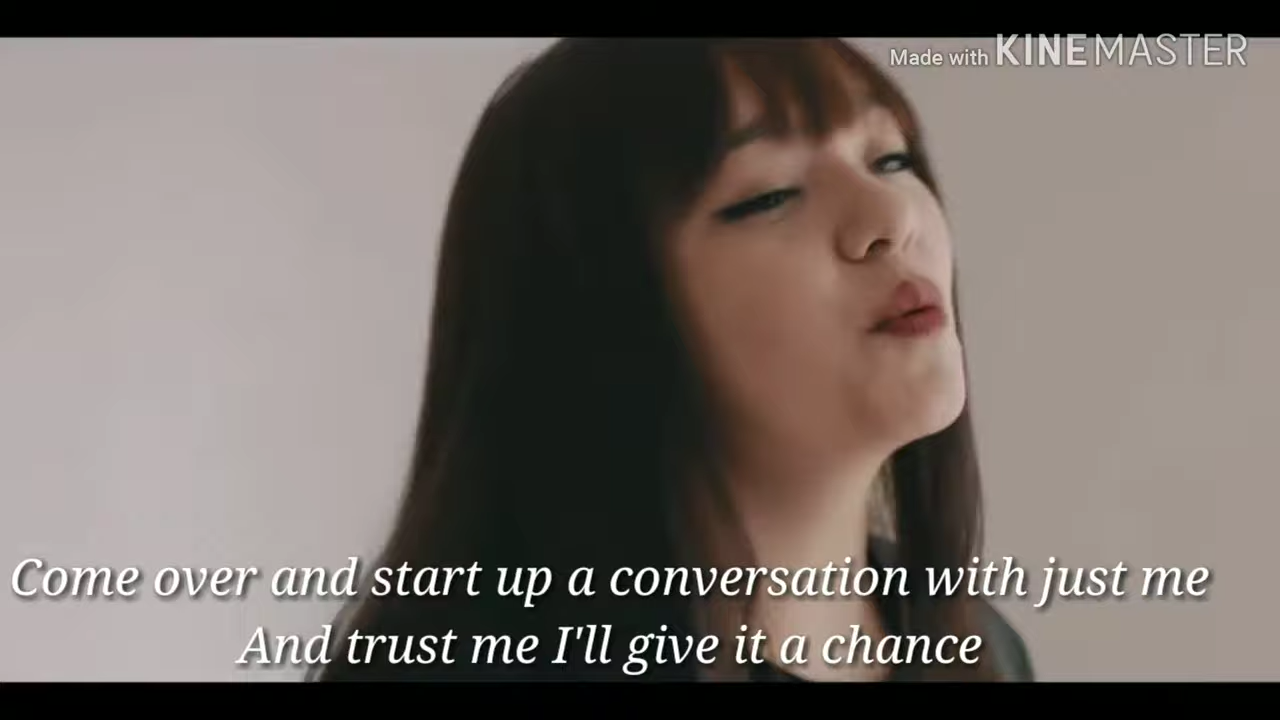 Made with KINEMASTER
Come over and start up a conversation with just me
And trust me I'll give it a chance